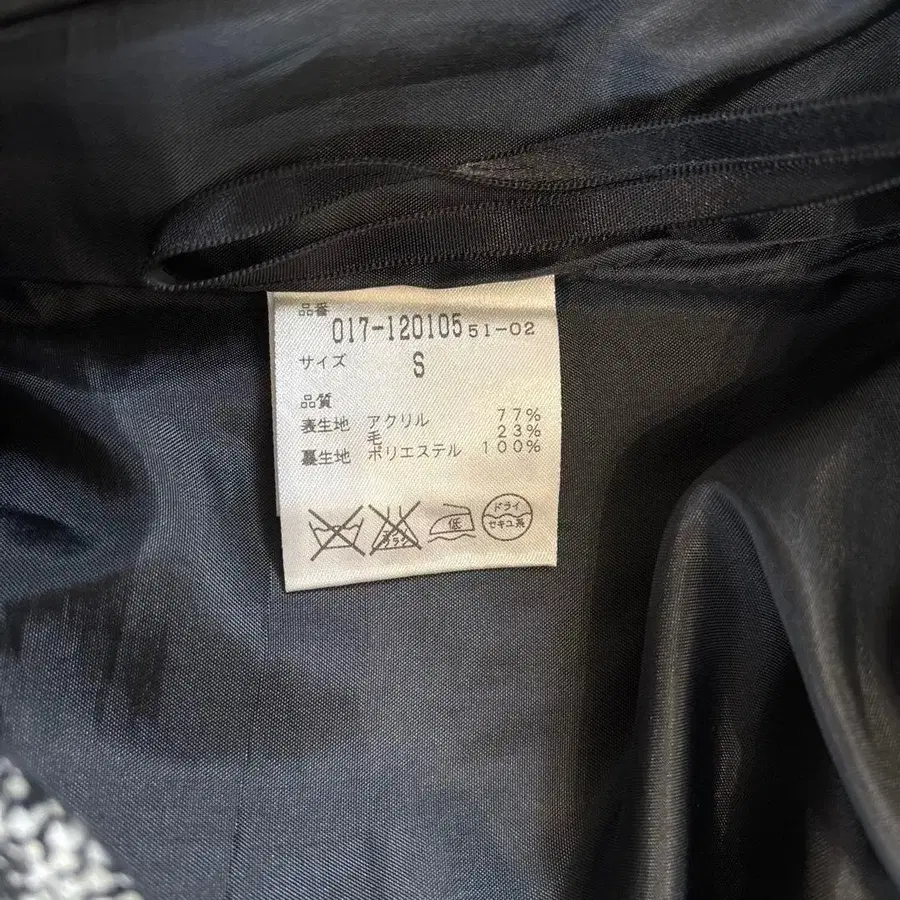 品番
017-120105 51-02
サイズ S
品質
表生地 アクリル 77%
毛 23%
裏生地 ポリエステル 100%
低
ドライ
セキユ系